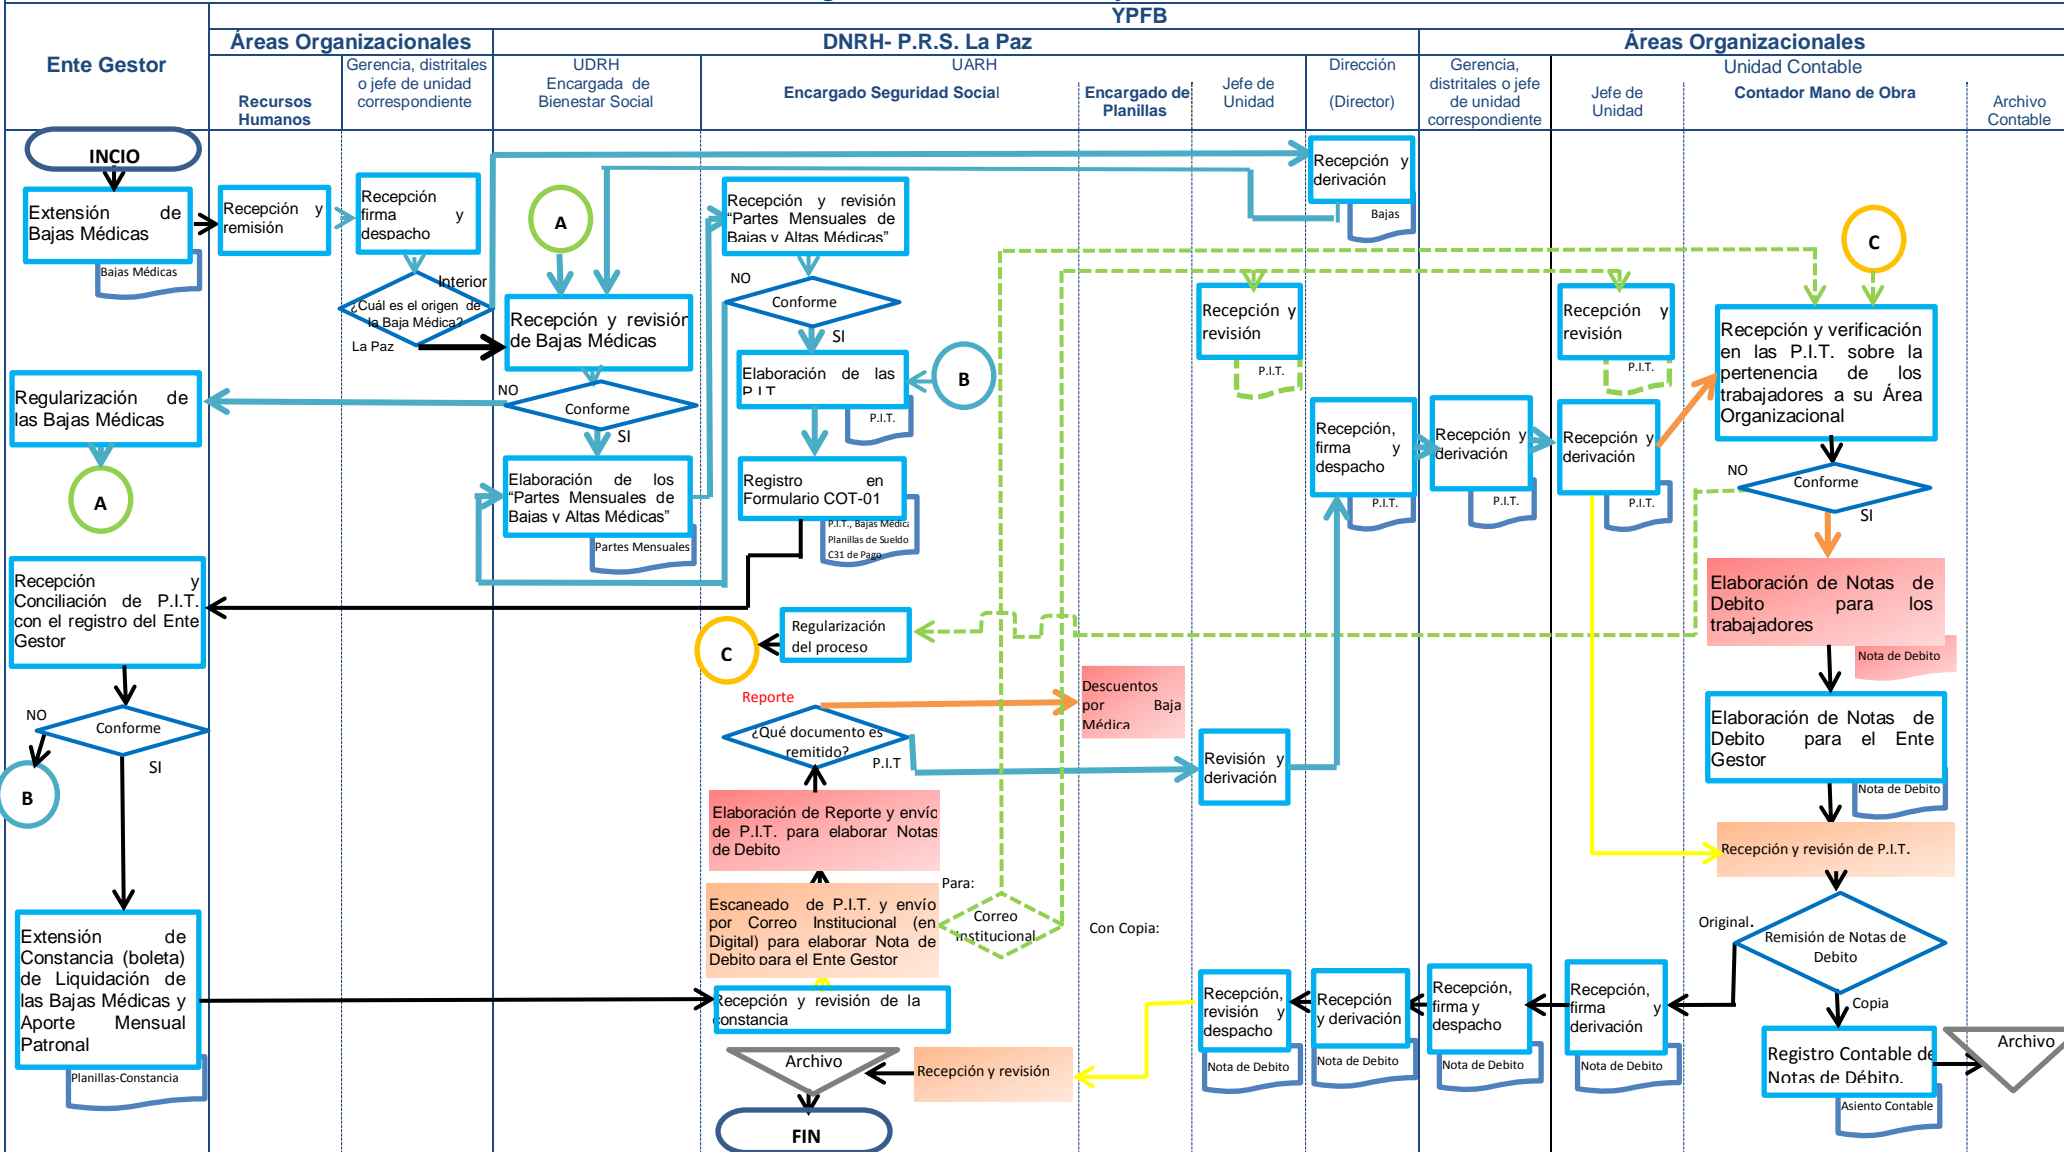 YPFB
Ente Gestor
Áreas Organizacionales
DNRH- P.R.S. La Paz
Áreas Organizacionales
Recursos
Humanos
Gerencia, distritales
o jefe de unidad
correspondiente
UDRH
Encargada de
Bienestar Social
UARH
Encargado Seguridad Social
Encargado de
Planillas
Jefe de
Unidad
Dirección
(Director)
Gerencia,
distritales o jefe
de unidad
correspondiente
Unidad Contable
Jefe de
Unidad
Contador Mano de Obra
Archivo
Contable
INCIO
Extensión de
Bajas Médicas
Bajas Médicas
Recepción y
remisión
Recepción
firma y
despacho
Interior
¿Cuál es el origen de
la Baja Médica?
La Paz
A
Recepción y revisión
de Bajas Médicas
NO
Conforme
SI
Regularización de
las Bajas Médicas
A
Elaboración de los
“Partes Mensuales de
Bajas y Altas Médicas”
Partes Mensuales
Recepción y revisión
“Partes Mensuales de
Bajas y Altas Médicas”
NO
Conforme
SI
Elaboración de las
P.I.T
P.I.T.
B
Registro en
Formulario COT-01
P.I.T., Bajas Médica
Planillas de Sueldo
C31 de Pago
Recepción y
derivación
Bajas
Recepción y
revisión
P.I.T.
Recepción y
revisión
P.I.T.
C
Recepción y verificación
en las P.I.T. sobre la
pertenencia de los
trabajadores a su Área
Organizacional
Recepción,
firma y
despacho
P.I.T.
Recepción y
derivación
P.I.T.
Recepción y
derivación
P.I.T.
NO
Conforme
SI
Recepción y
Conciliación de P.I.T.
con el registro del Ente
Gestor
NO
Conforme
SI
B
C
Regularización
del proceso
Elaboración de Notas de
Debito para los
trabajadores
Nota de Debito
Reporte
¿Qué documento es
remitido?
P.I.T
Descuentos
por Baja
Médica
Revisión y
derivación
Elaboración de Notas de
Debito para el Ente
Gestor
Nota de Debito
Elaboración de Reporte y envío
de P.I.T. para elaborar Notas
de Debito
Recepción y revisión de P.I.T.
Escaneado de P.I.T. y envío
por Correo Institucional (en
Digital) para elaborar Nota de
Debito para el Ente Gestor
Para:
Correo
Institucional
Con Copia:
Original.
Remisión de Notas de
Debito
Copia
Extensión de
Constancia (boleta)
de Liquidación de
las Bajas Médicas y
Aporte Mensual
Patronal
Planillas-Constancia
Recepción y revisión de la
constancia
Recepción,
revisión y
despacho
Nota de Debito
Recepción
y derivación
Nota de Debito
Recepción,
firma y
despacho
Nota de Debito
Recepción,
firma y
derivación
Nota de Debito
Registro Contable de
Notas de Débito.
Asiento Contable
Archivo
Archivo
Recepción y revisión
FIN